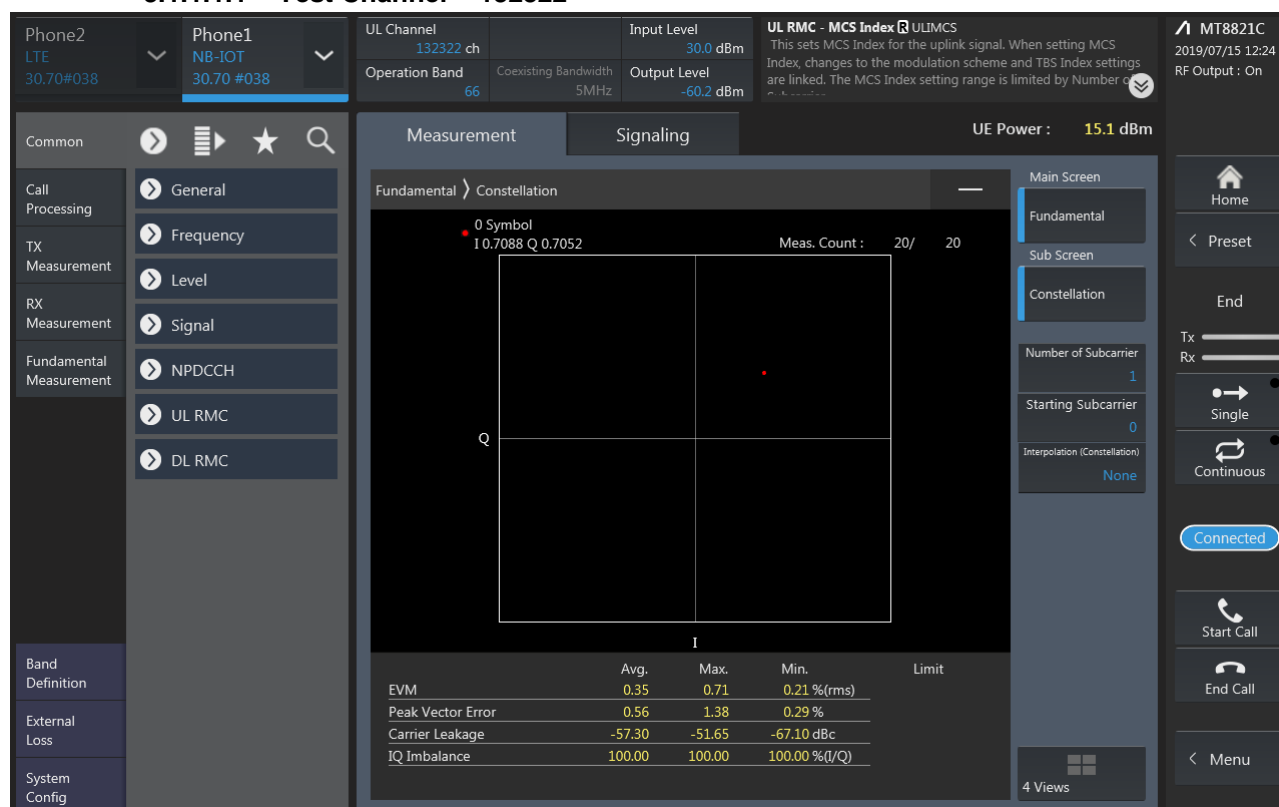 Phone2
LTE
30.70#038
Phone1
NB-IOT
30.70 #038
UL Channel
132322 ch
Operation Band
66
Coexisting Bandwidth
5MHz
Input Level
30.0 dBm
Output Level
-60.2 dBm
UL RMC - MCS Index R ULIMCS
This sets MCS Index for the uplink signal. When setting MCS
Index, changes to the modulation scheme and TBS Index settings
are linked. The MCS Index setting range is limited by Number of
MT8821C
2019/07/15 12:24
RF Output : On
Common
Call
Processing
TX
Measurement
RX
Measurement
Fundamental
Measurement
Band
Definition
External
Loss
System
Config
General
Frequency
Level
Signal
NPDCCH
UL RMC
DL RMC
Measurement
Signaling
UE Power : 15.1 dBm
Fundamental 〉 Constellation
0 Symbol
I 0.7088 Q 0.7052
Meas. Count : 20/ 20
Q
I
Avg. Max. Min. Limit
EVM 0.35 0.71 0.21 %(rms)
Peak Vector Error 0.56 1.38 0.29 %
Carrier Leakage -57.30 -51.65 -67.10 dBc
IQ Imbalance 100.00 100.00 100.00 %(I/Q)
Main Screen
Fundamental
Sub Screen
Constellation
Number of Subcarrier
1
Starting Subcarrier
0
Interpolation (Constellation)
None
4 Views
Home
< Preset
End
Tx
Rx
Single
Continuous
Connected
Start Call
End Call
< Menu